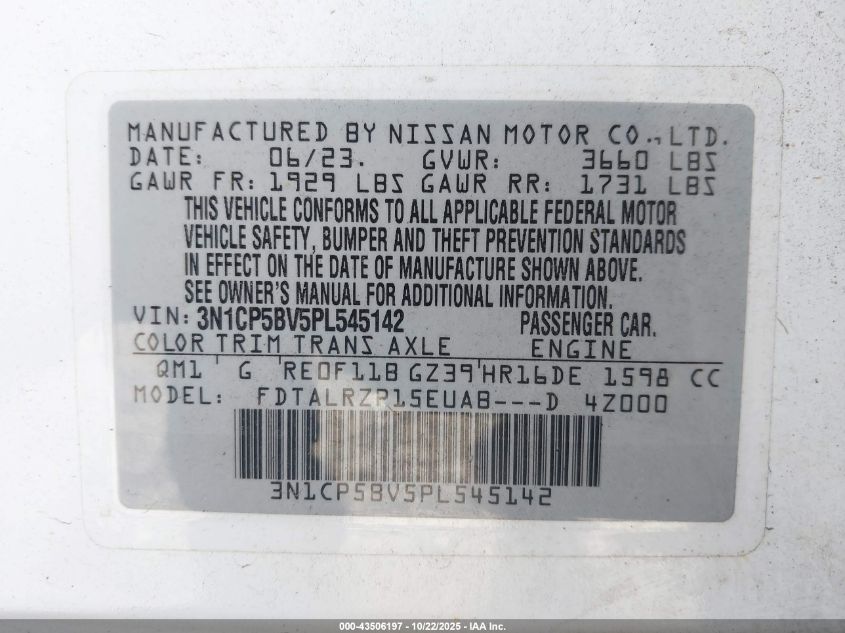 MANUFACTURED BY NISSAN MOTOR CO., LTD.
DATE: 06/23. GVWR: 3660 LBS
GAWR FR: 1929 LBS GAWR RR: 1731 LBS
THIS VEHICLE CONFORMS TO ALL APPLICABLE FEDERAL MOTOR
VEHICLE SAFETY, BUMPER AND THEFT PREVENTION STANDARDS
IN EFFECT ON THE DATE OF MANUFACTURE SHOWN ABOVE.
SEE OWNER'S MANUAL FOR ADDITIONAL INFORMATION.
VIN: 3N1CP5BV5PL545142 PASSENGER CAR.
COLOR TRIM TRANS AXLE ENGINE
QM1 G RE0F11B GZ39 HR16DE 1598 CC
MODEL: FDTALRZP15EUAB---D 4Z000
3N1CP5BV5PL545142
000-43506197 - 10/22/2025 - IAA Inc.